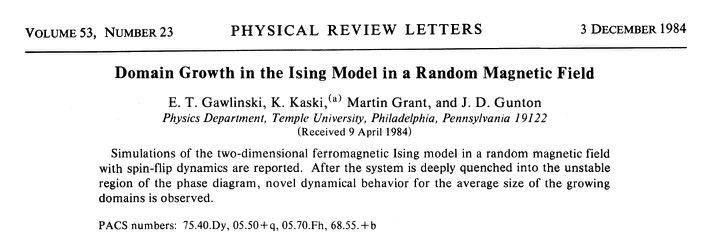 VOLUME 53, NUMBER 23 PHYSICAL REVIEW LETTERS 3 DECEMBER 1984
Domain Growth in the Ising Model in a Random Magnetic Field
E. T. Gawlinski, K. Kaski,(a) Martin Grant, and J. D. Gunton
Physics Department, Temple University, Philadelphia, Pennsylvania 19122
(Received 9 April 1984)
Simulations of the two-dimensional ferromagnetic Ising model in a random magnetic field
with spin-flip dynamics are reported. After the system is deeply quenched into the unstable
region of the phase diagram, novel dynamical behavior for the average size of the growing
domains is observed.
PACS numbers: 75.40.Dy, 05.50+q, 05.70.Fh, 68.55.+b